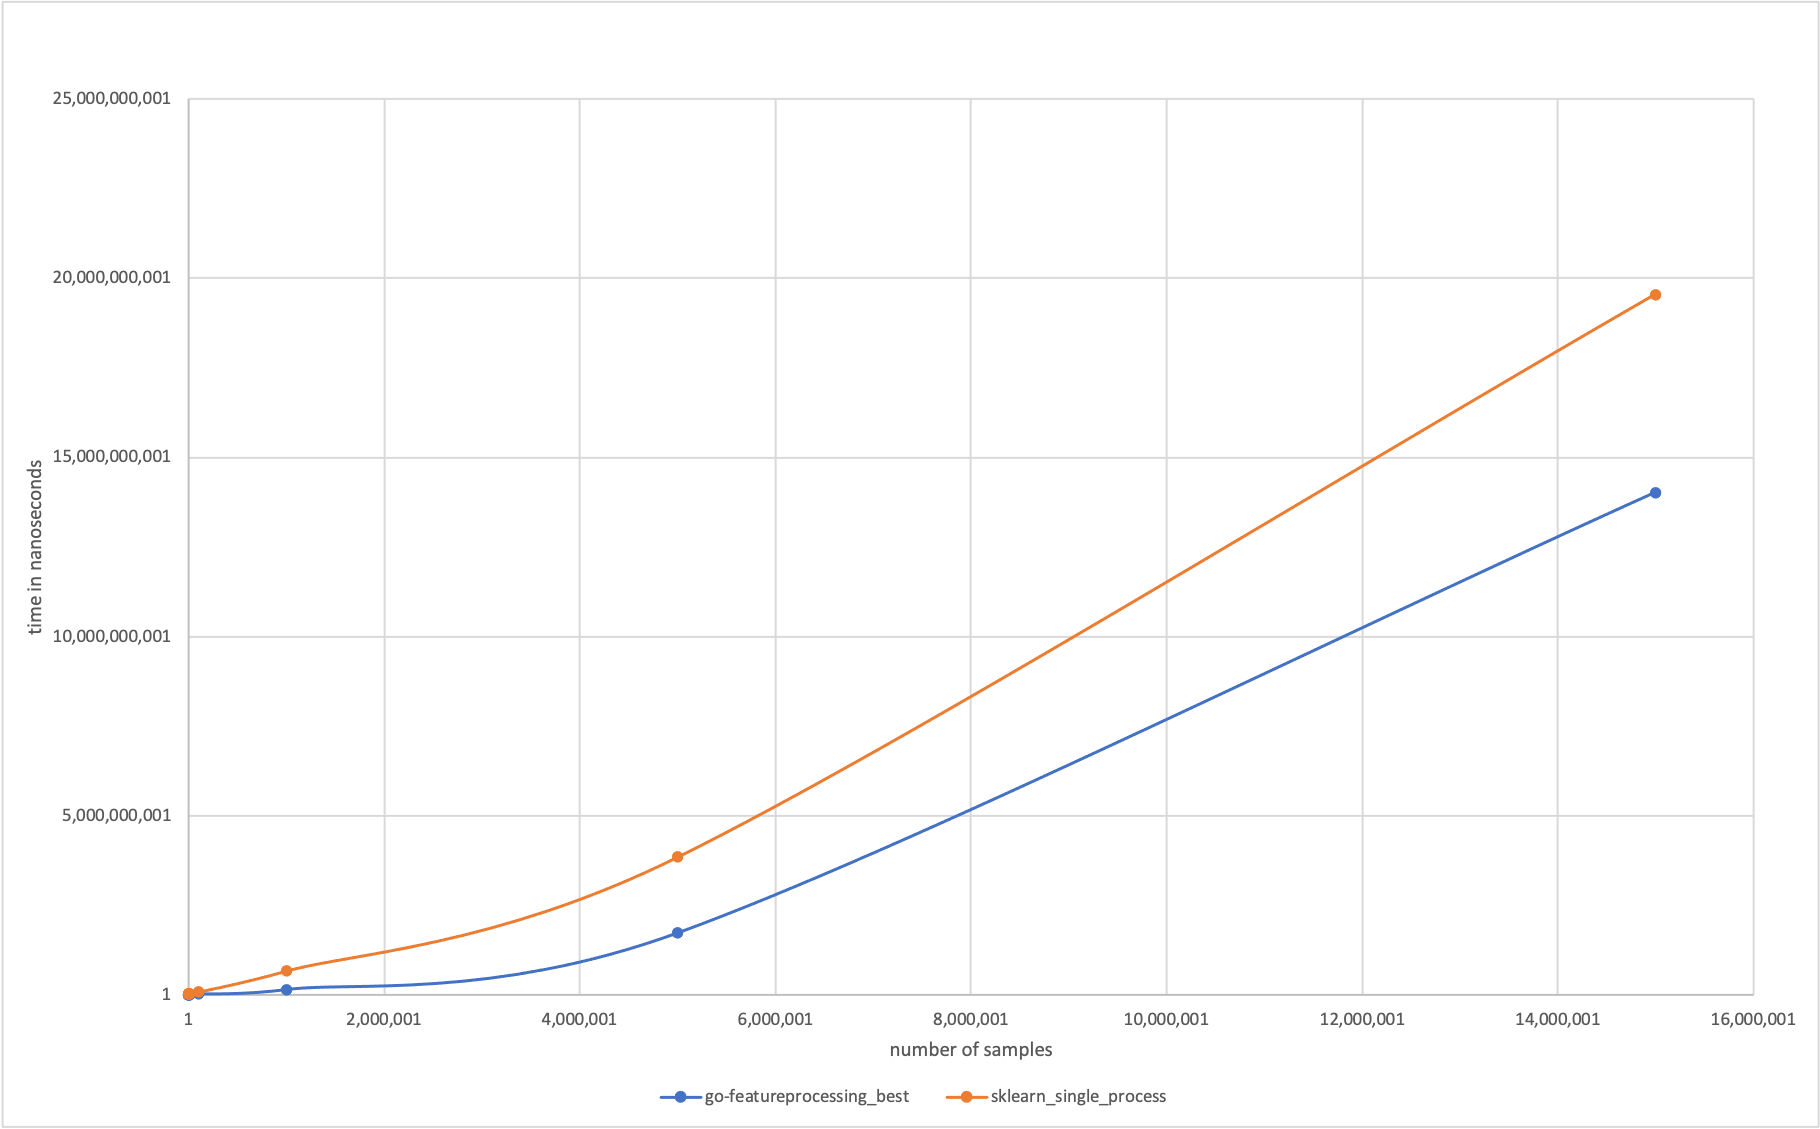 25,000,000,001
20,000,000,001
15,000,000,001
10,000,000,001
5,000,000,001
1
time in nanoseconds
1 2,000,001 4,000,001 6,000,001 8,000,001 10,000,001 12,000,001 14,000,001 16,000,001
number of samples
go-featureprocessing_best sklearn_single_process